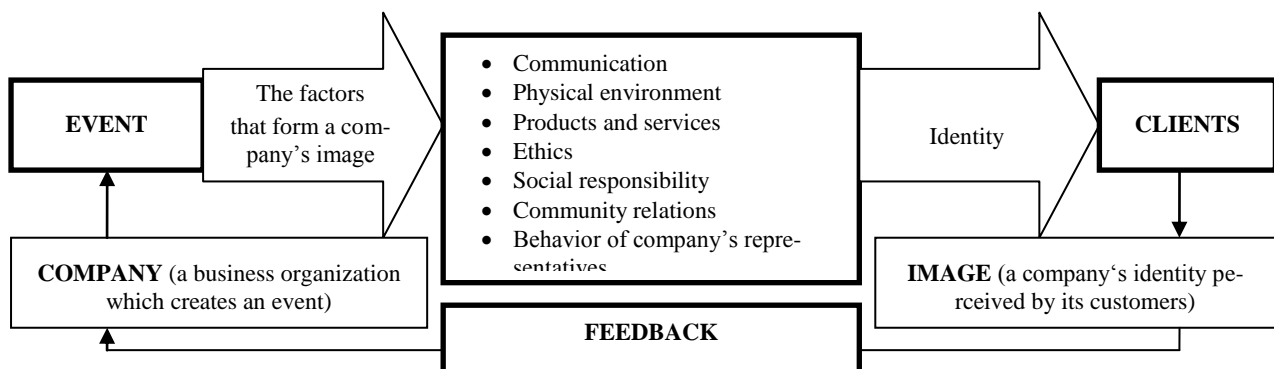 EVENT
The factors
that form a com-
pany’s image
• Communication
• Physical environment
• Products and services
• Ethics
• Social responsibility
• Community relations
• Behavior of company’s repre-
sentatives
Identity
CLIENTS
COMPANY (a business organization
which creates an event)
IMAGE (a company‘s identity pe-
rceived by its customers)
FEEDBACK